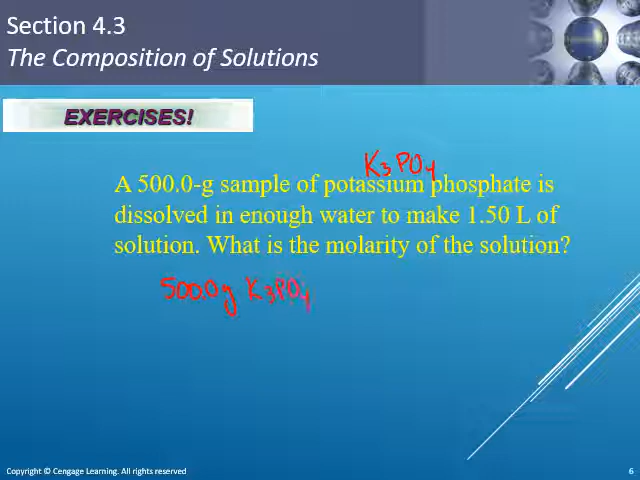 Section 4.3
The Composition of Solutions
EXERCISES!
K3PO4
A 500.0-g sample of potassium phosphate is
dissolved in enough water to make 1.50 L of
solution. What is the molarity of the solution?
500.0g K3PO4
Copyright © Cengage Learning. All rights reserved
6